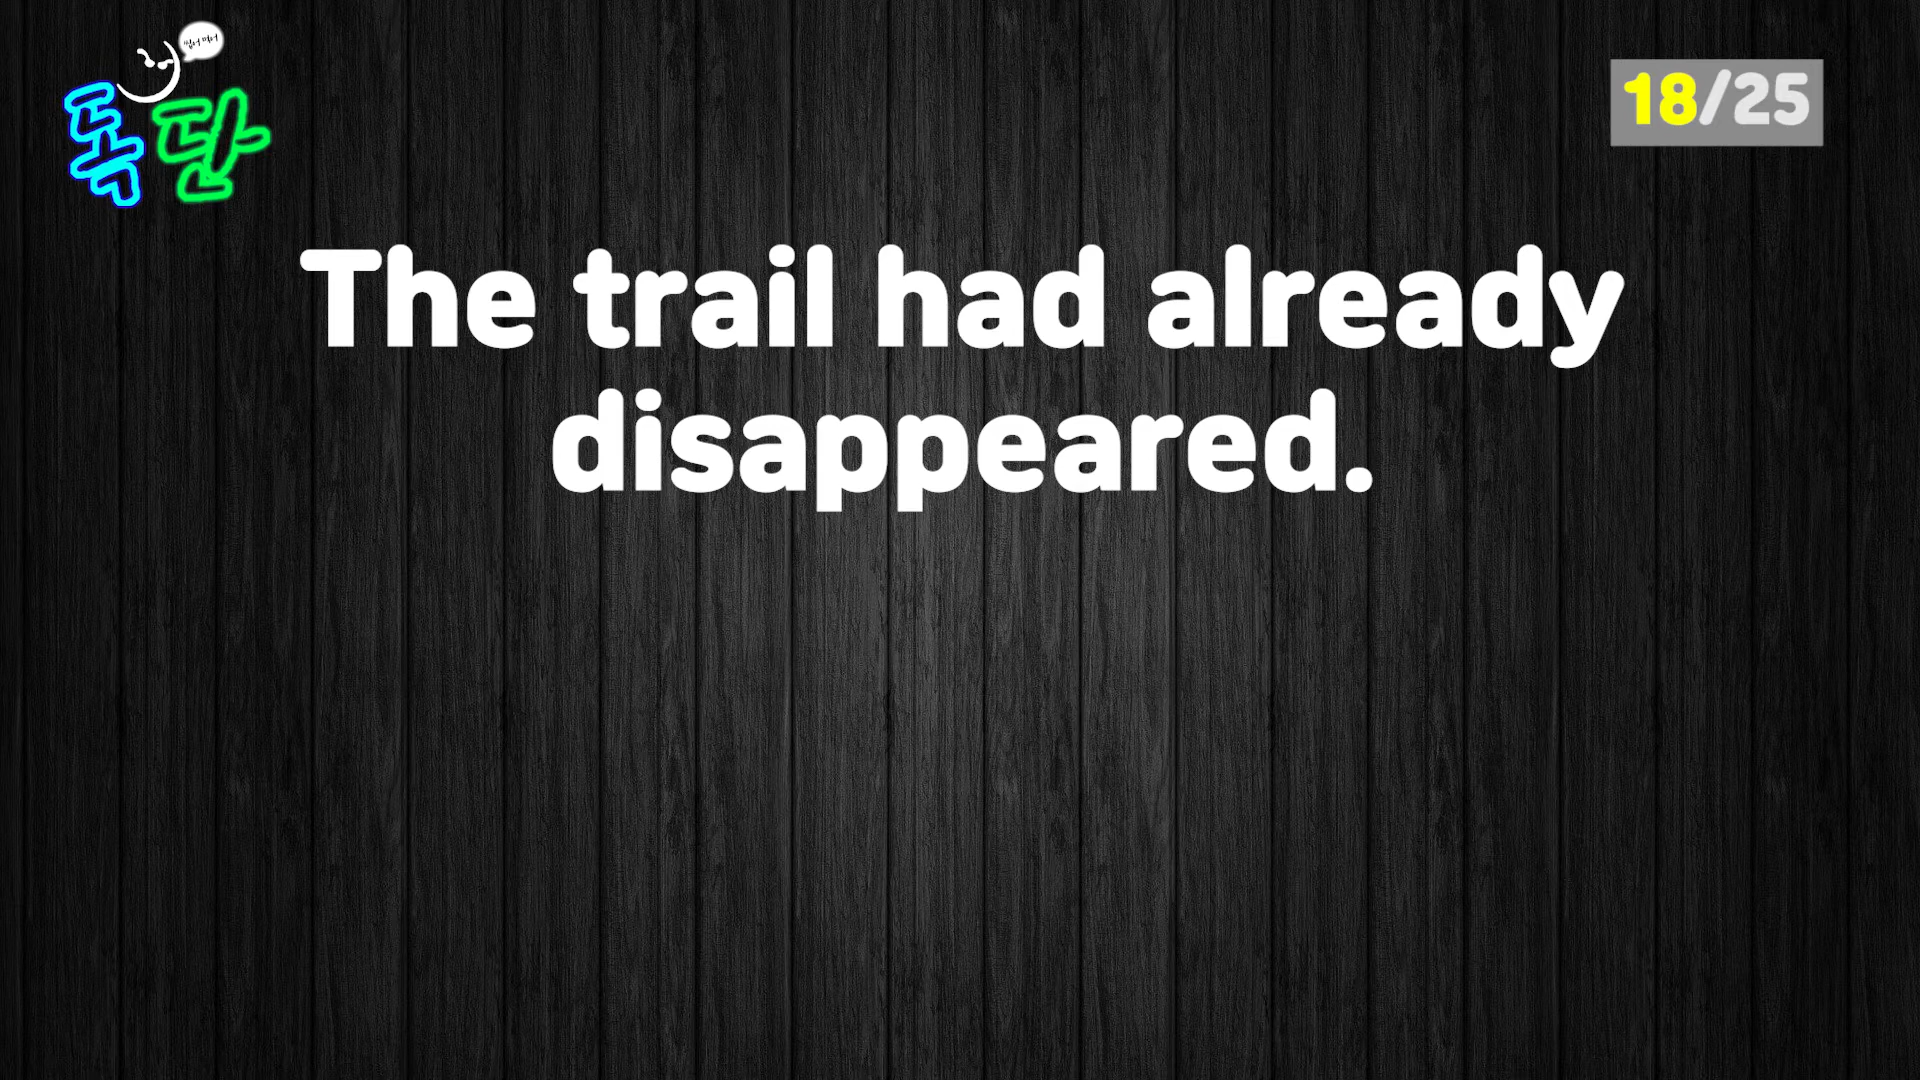 독단
18/25
The trail had already
disappeared.